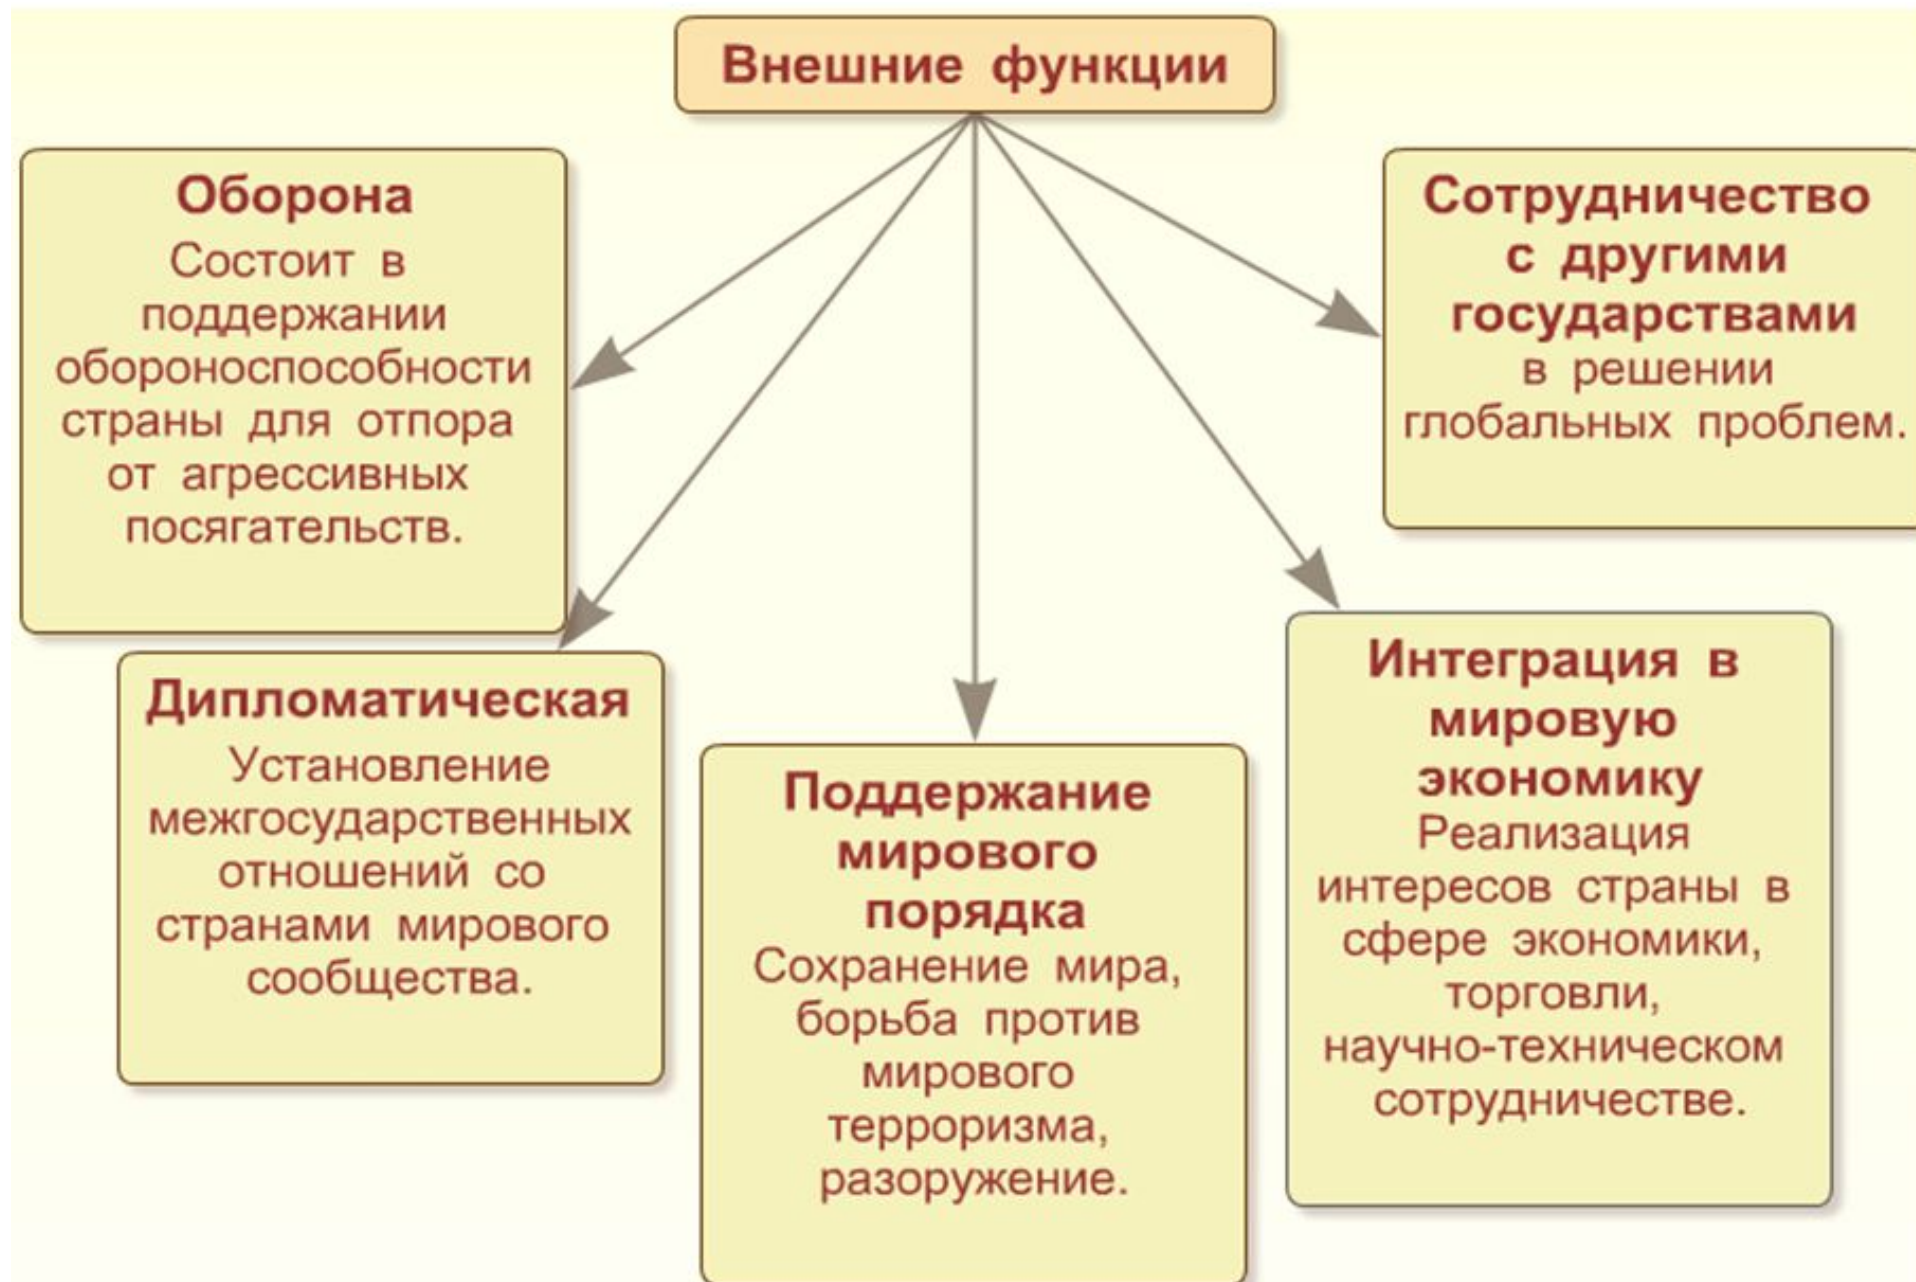 Внешние функции
Оборона
Состоит в
поддержании
обороноспособности
страны для отпора
от агрессивных
посягательств.
Сотрудничество
с другими
государствами
в решении
глобальных проблем.
Дипломатическая
Установление
межгосударственных
отношений со
странами мирового
сообщества.
Поддержание
мирового
порядка
Сохранение мира,
борьба против
мирового
терроризма,
разоружение.
Интеграция в
мировую
экономику
Реализация
интересов страны в
сфере экономики,
торговли,
научно-техническом
сотрудничестве.